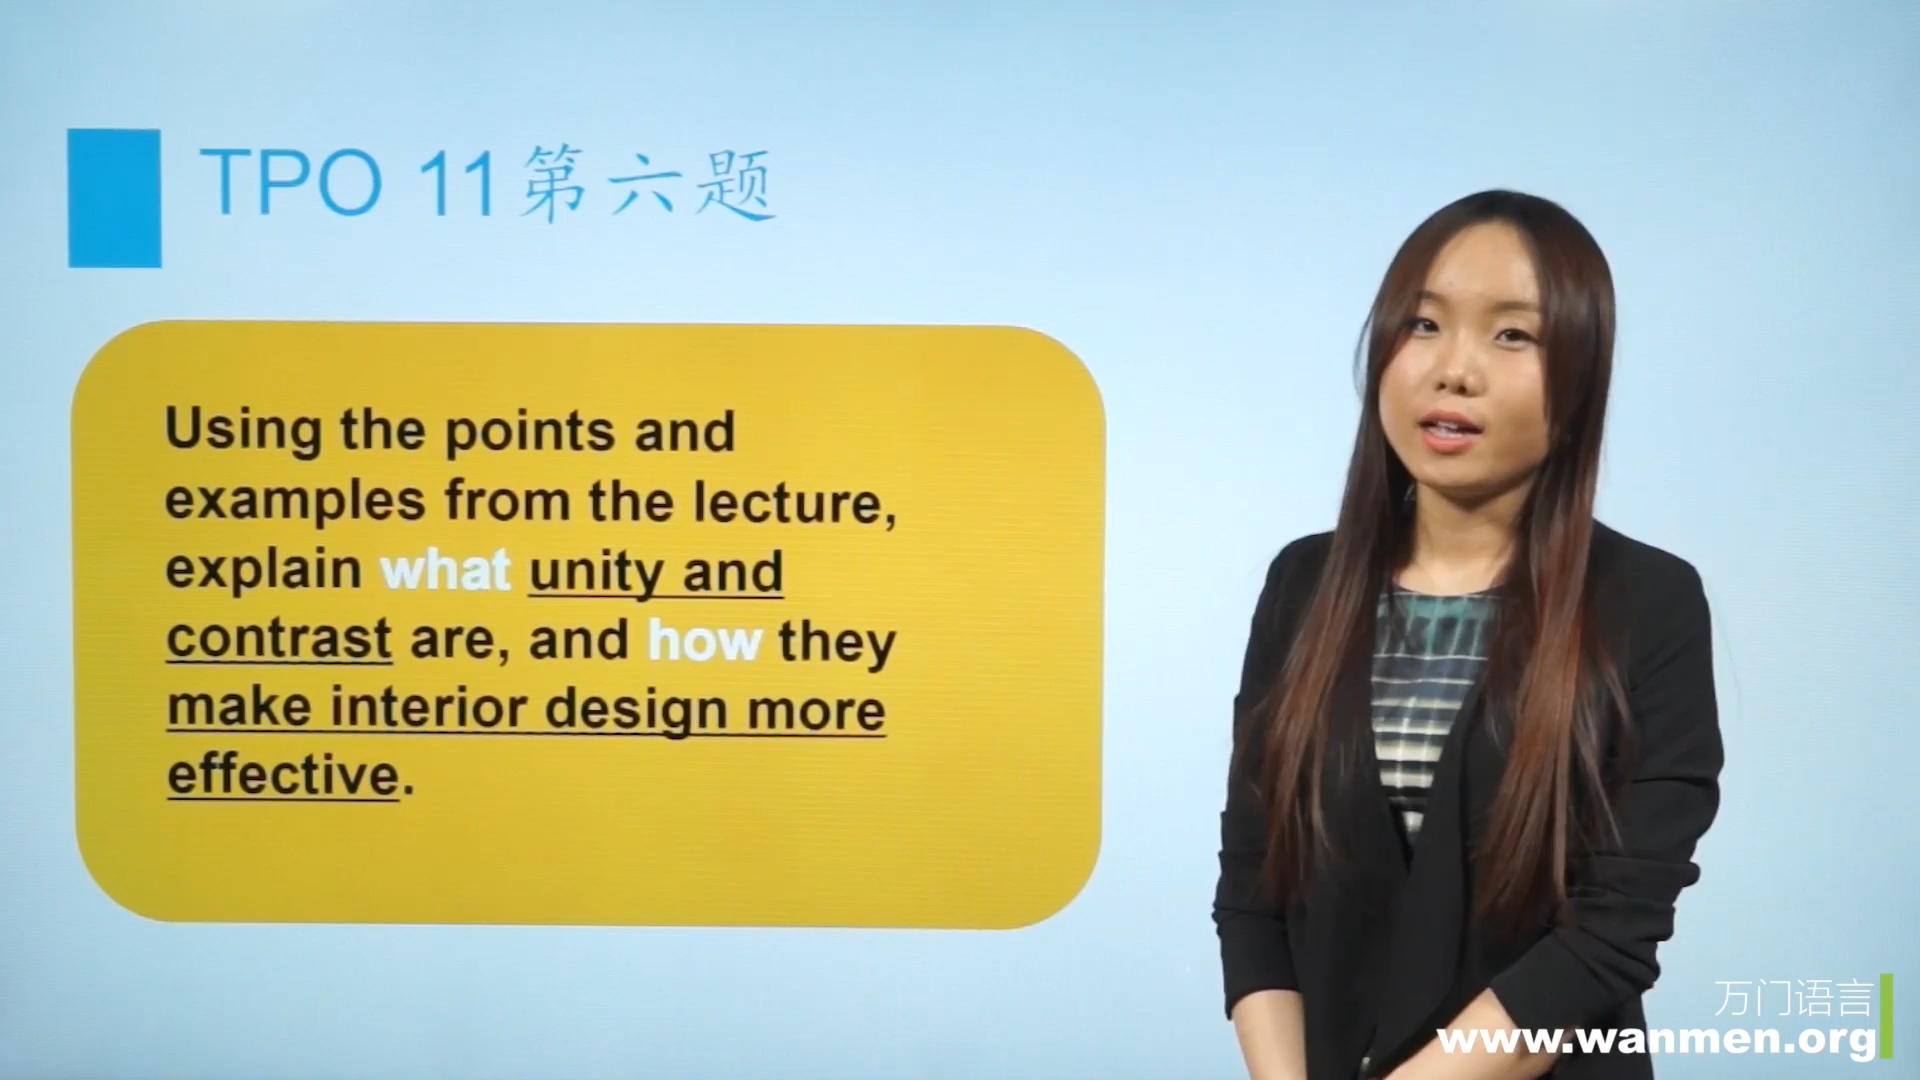 TPO 11第六题
Using the points and
examples from the lecture,
explain what unity and
contrast are, and how they
make interior design more
effective.
万门语言
www.wanmen.org